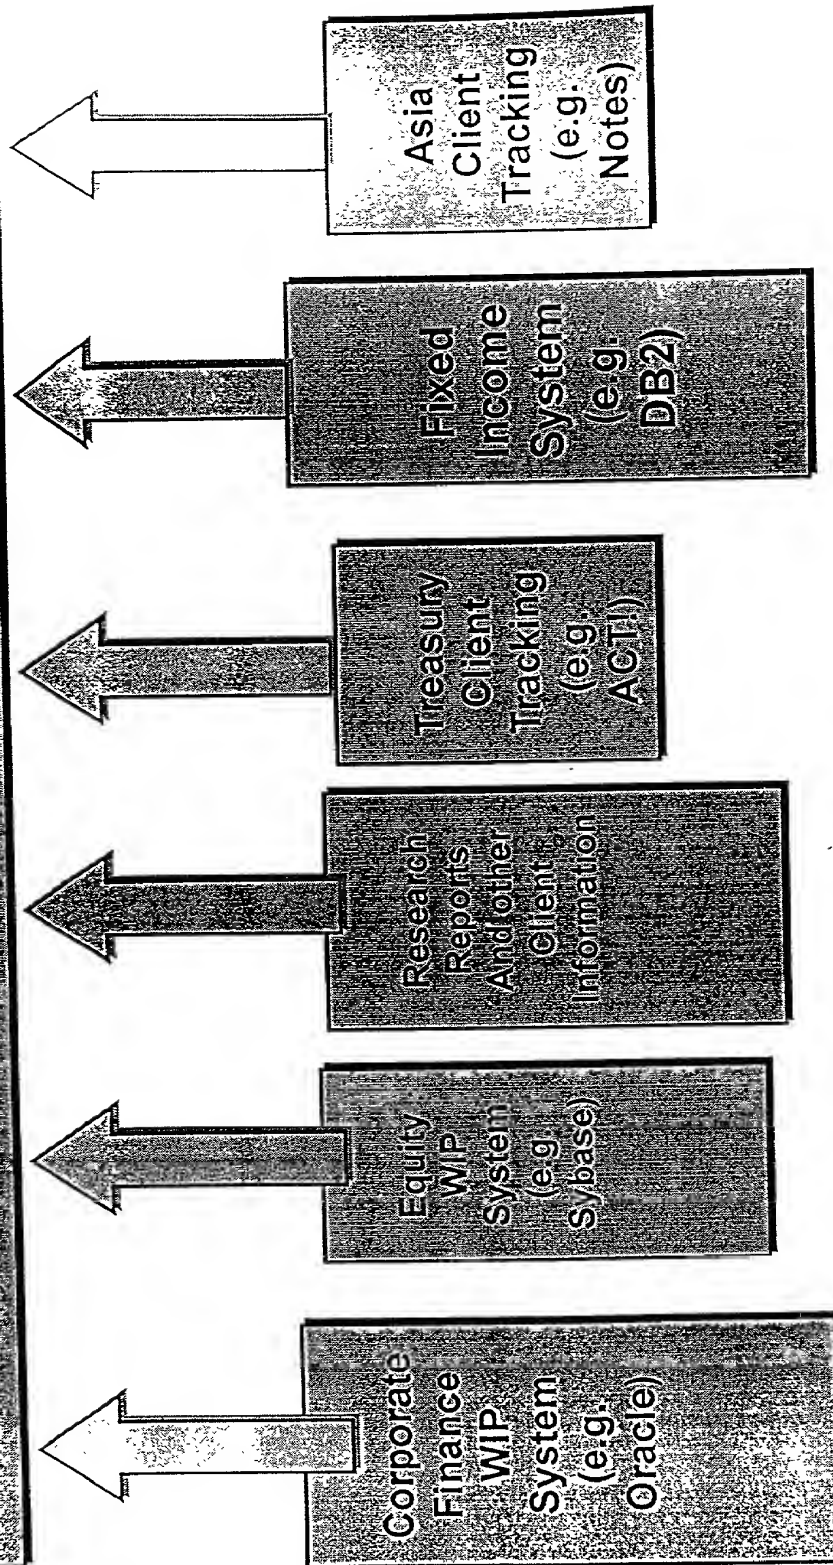 Corporate
Finance
WIP
System
(e.g.
Oracle)
Equity
WIP
System
(e.g.
Sybase)
Research
Reports
And other
Client
Information
Treasury
Client
Tracking
(e.g.
ACT!)
Fixed
Income
System
(e.g.
DB2)
Asia
Client
Tracking
(e.g.
Notes)